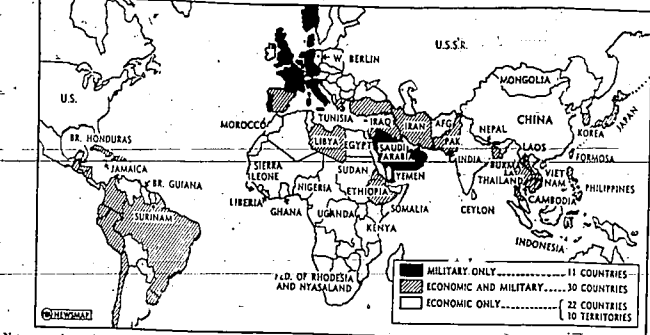 U.S.S.R.
W. BERLIN
MONGOLIA
U.S.
CHINA
KOREA
JAPAN
TUNISIA
MOROCCO
IRAQ
IRAN
AFG.
NEPAL
BR. HONDURAS
LIBYA
EGYPT
SAUDI
ARABIA
PAK.
LAOS
INDIA
FORMOSA
JAMAICA
SIERRA
LEONE
SUDAN
YEMEN
BURMA
VIET
NAM
BR. GUIANA
NIGERIA
ETHIOPIA
THAILAND
PHILIPPINES
LIBERIA
GHANA
UGANDA
SOMALIA
CEYLON
CAMBODIA
SURINAM
KENYA
INDONESIA
FED. OF RHODESIA
AND NYASALAND
MILITARY ONLY 11 COUNTRIES
ECONOMIC AND MILITARY 30 COUNTRIES
ECONOMIC ONLY 22 COUNTRIES
10 TERRITORIES
NEWSMAP